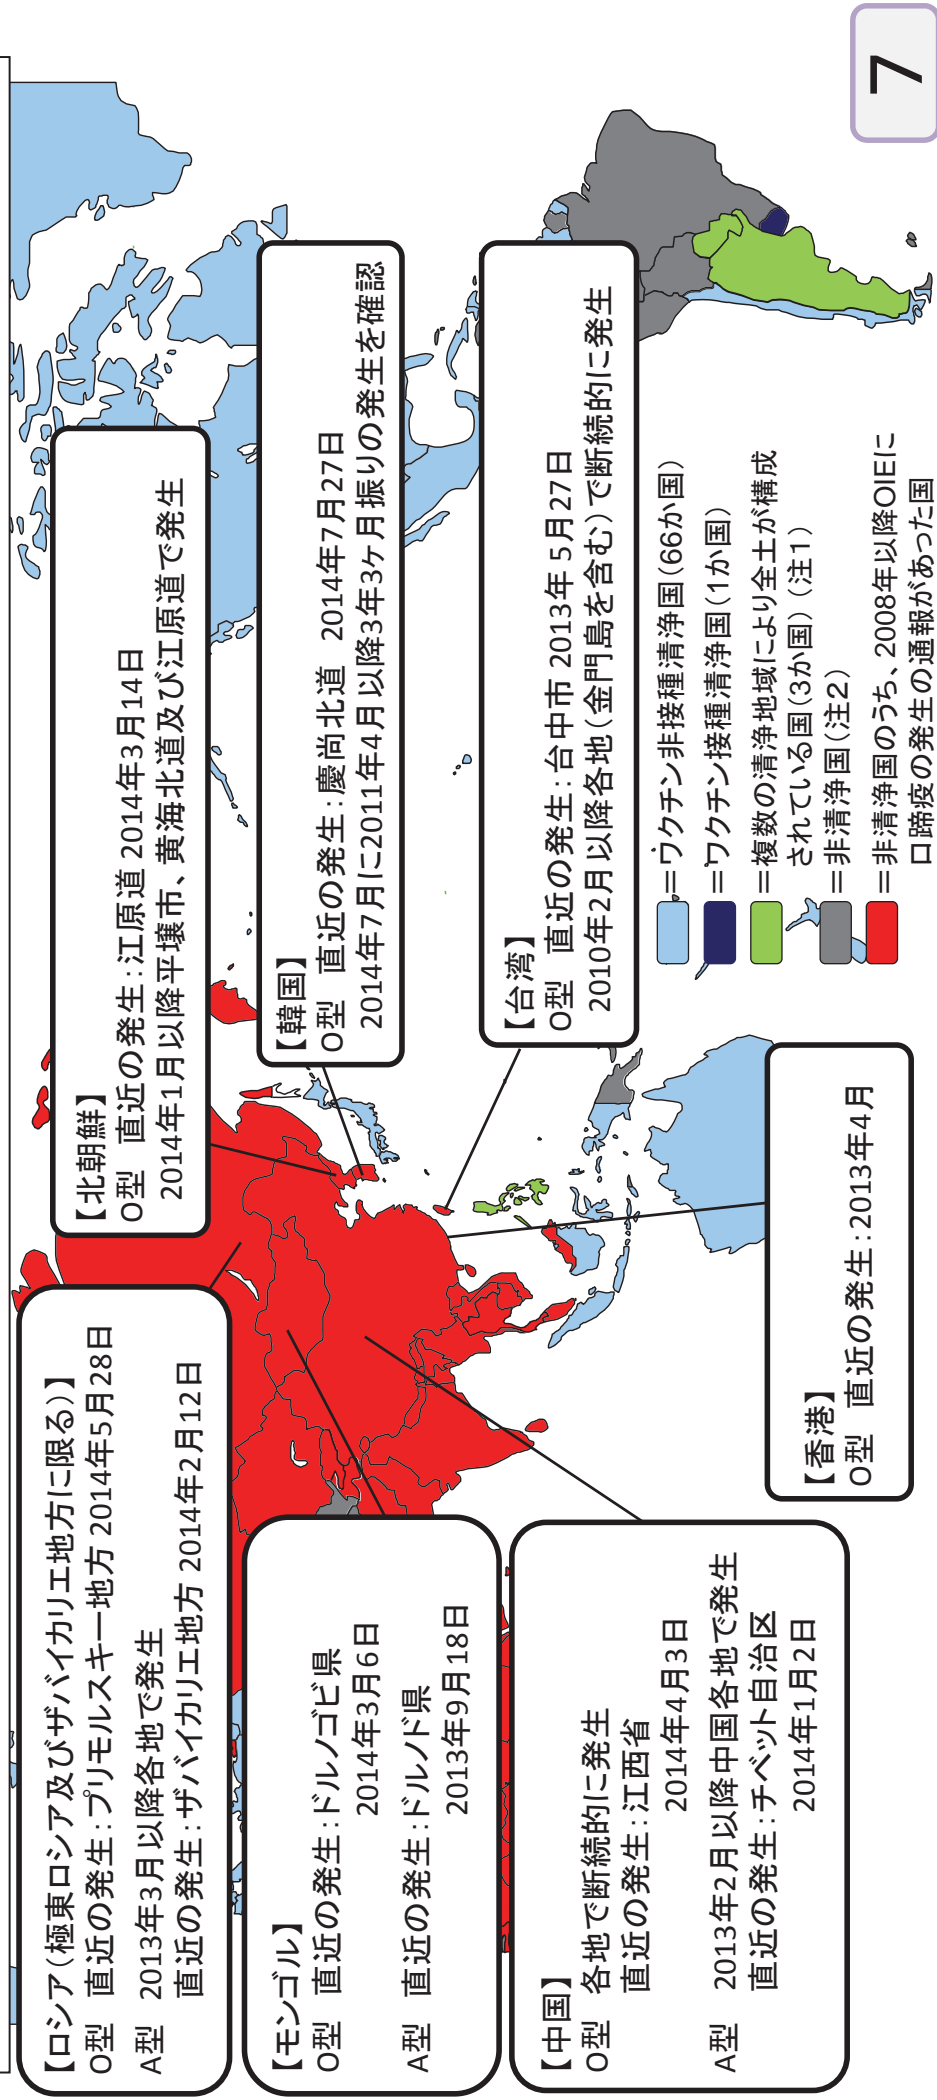 【ロシア(極東ロシア及びザバイカリエ地方に限る)】
O型　直近の発生:プリモルスキー地方 2014年5月28日
A型　2013年3月以降各地で発生
直近の発生:ザバイカリエ地方 2014年2月12日
【北朝鮮】
O型　直近の発生:江原道 2014年3月14日
2014年1月以降平壌市、黄海北道及び江原道で発生
【モンゴル】
O型　直近の発生:ドルノゴビ県
2014年3月6日
A型　直近の発生:ドルノド県
2013年9月18日
【韓国】
O型　直近の発生:慶尚北道　2014年7月27日
2014年7月に2011年4月以降3年3ヶ月振りの発生を確認
【中国】
O型　各地で断続的に発生
直近の発生:江西省
2014年4月3日
A型　2013年2月以降中国各地で発生
直近の発生:チベット自治区
2014年1月2日
【台湾】
O型　直近の発生:台中市 2013年 5月27日
2010年2月以降各地(金門島を含む)で断続的に発生
【香港】
O型　直近の発生:2013年4月
=ワクチン非接種清浄国(66か国)
=ワクチン接種清浄国(1か国)
=複数の清浄地域により全土が構成
されている国(3か国)(注1)
=非清浄国(注2)
=非清浄国のうち、2008年以降OIEに
口蹄疫の発生の通報があった国
7